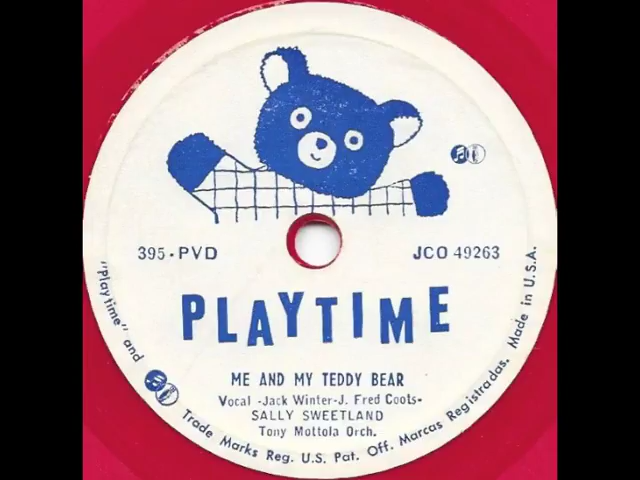 395-PVD
JCO 49263
PLAYTIME
ME AND MY TEDDY BEAR
Vocal -Jack Winter-J. Fred Coots-
SALLY SWEETLAND
Tony Mottola Orch.
"Playtime" and Trade Marks Reg. U.S. Pat. Off. Marcas Registradas. Made in U.S.A.